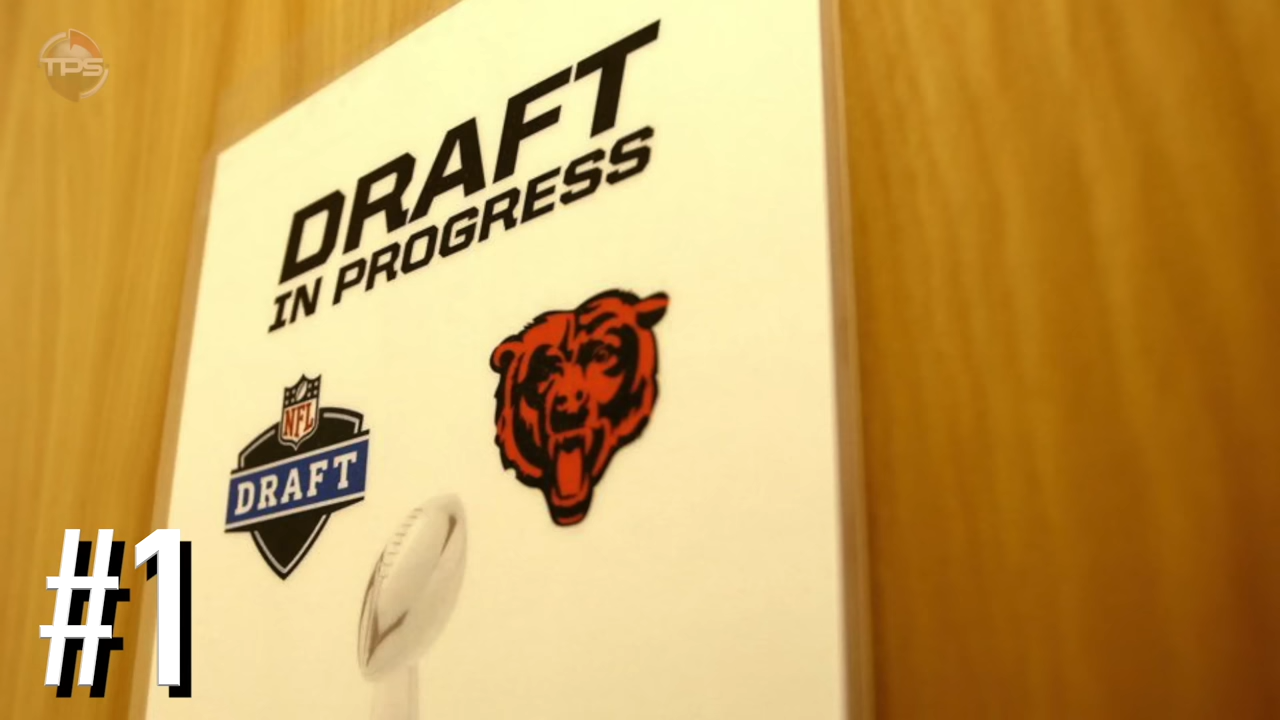 TPS
DRAFT
IN PROGRESS
NFL
DRAFT
#1